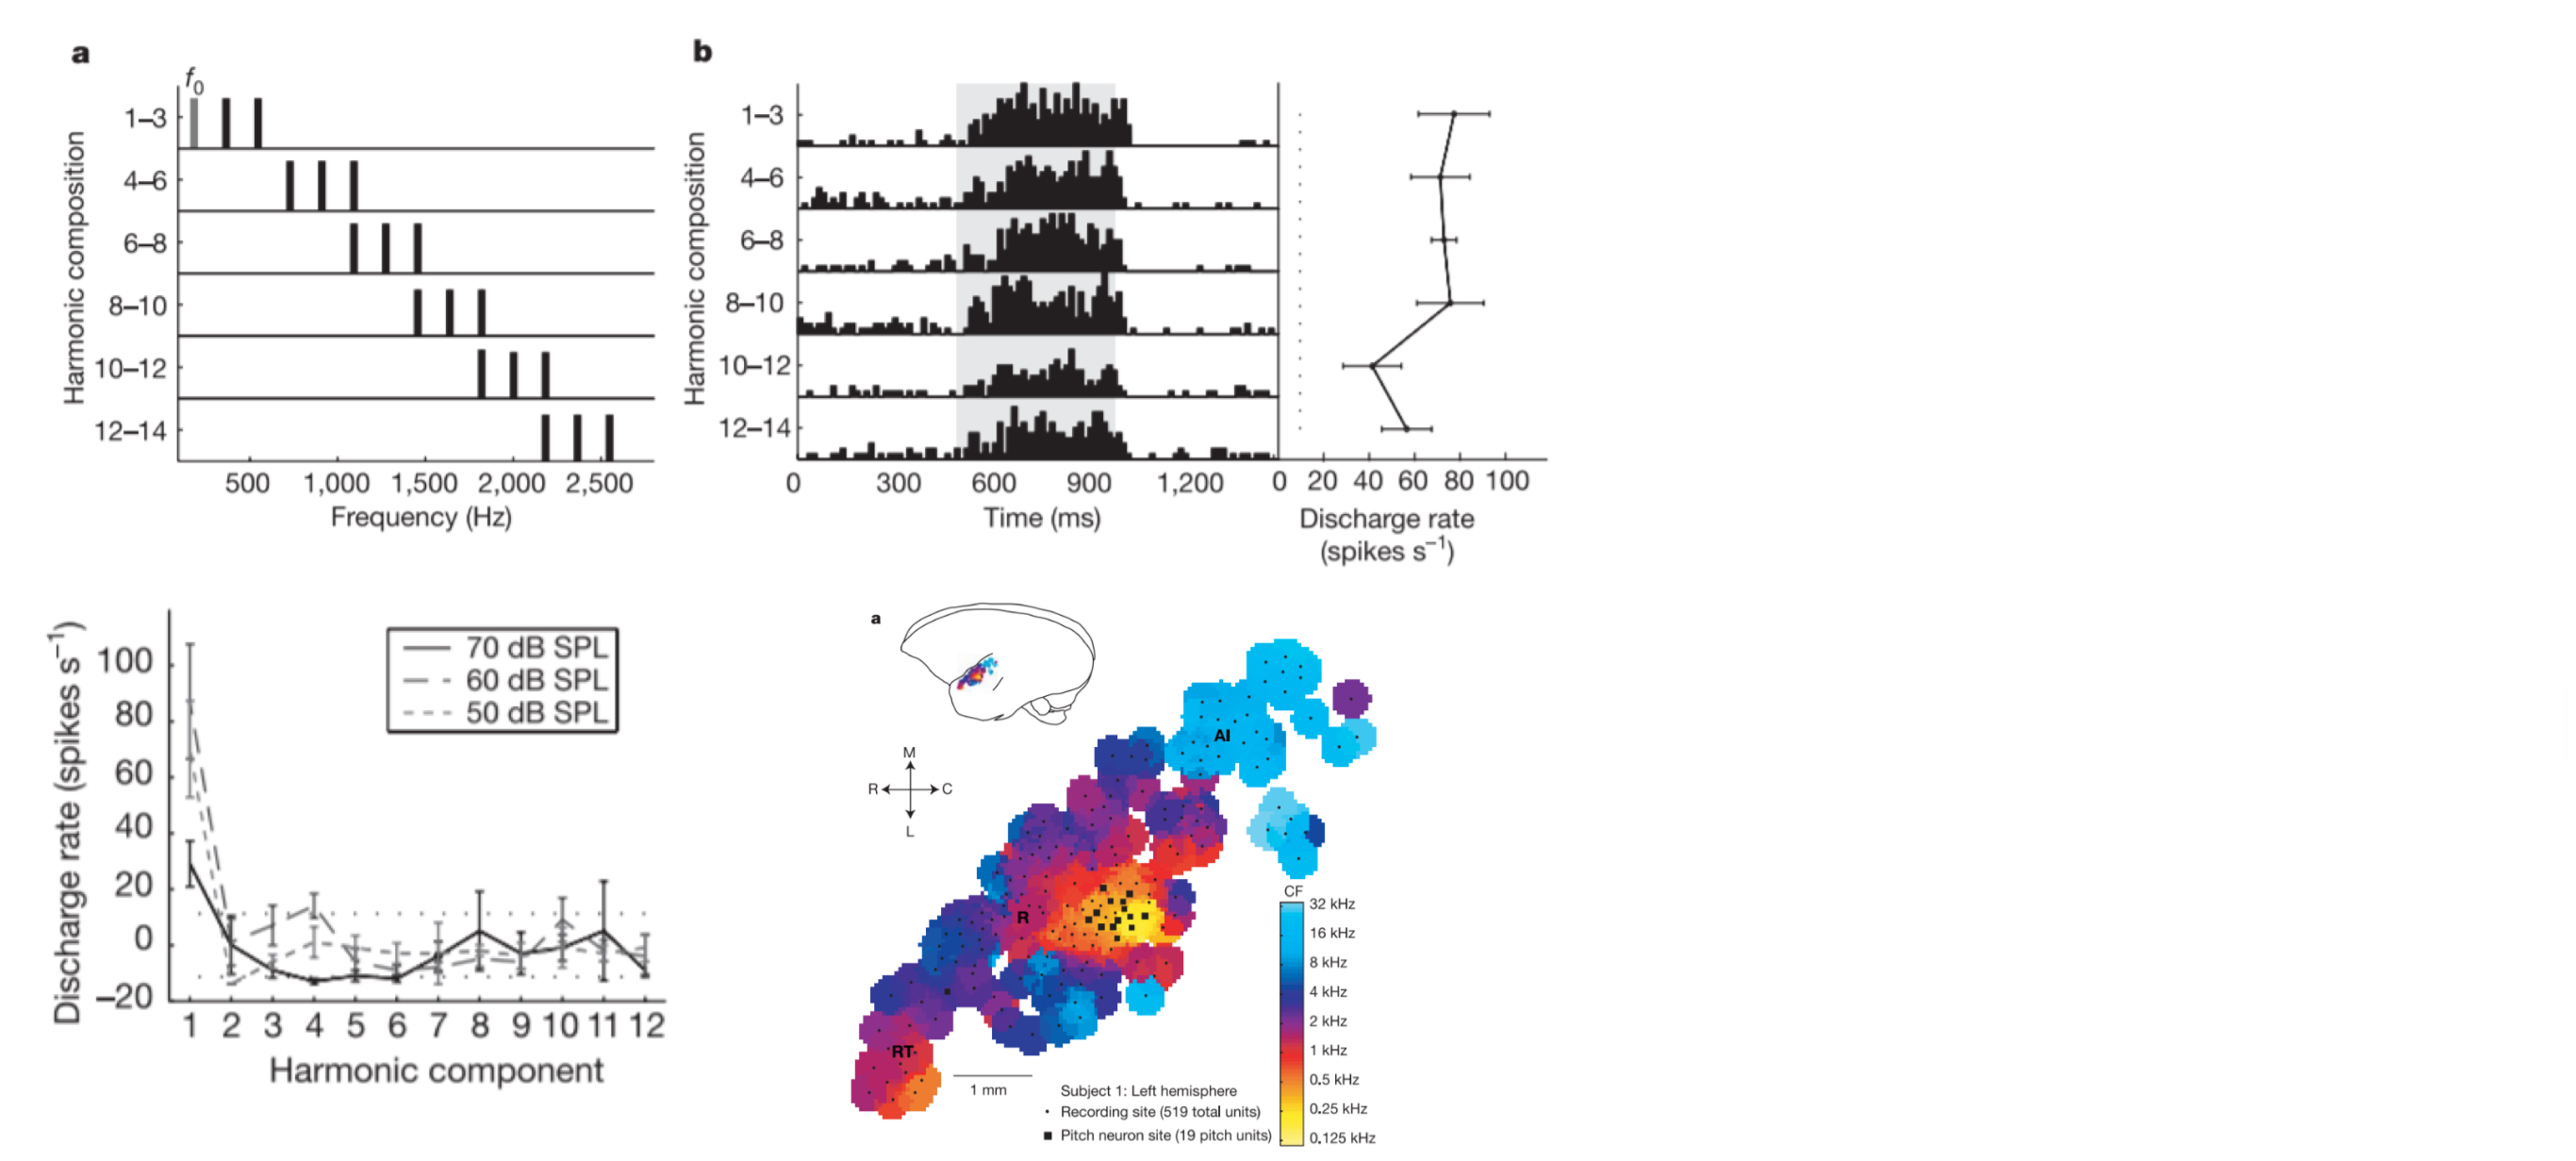 a
f0
Harmonic composition
1–3
4–6
6–8
8–10
10–12
12–14
500 1,000 1,500 2,000 2,500
Frequency (Hz)
b
Harmonic composition
1–3
4–6
6–8
8–10
10–12
12–14
0 300 600 900 1,200
Time (ms)
0 20 40 60 80 100
Discharge rate
(spikes s−1)
Discharge rate (spikes s−1)
100
80
60
40
20
0
−20
70 dB SPL
60 dB SPL
50 dB SPL
1 2 3 4 5 6 7 8 9 10 11 12
Harmonic component
a
M
R C
L
AI
R
RT
1 mm
Subject 1: Left hemisphere
Recording site (519 total units)
Pitch neuron site (19 pitch units)
CF
32 kHz
16 kHz
8 kHz
4 kHz
2 kHz
1 kHz
0.5 kHz
0.25 kHz
0.125 kHz